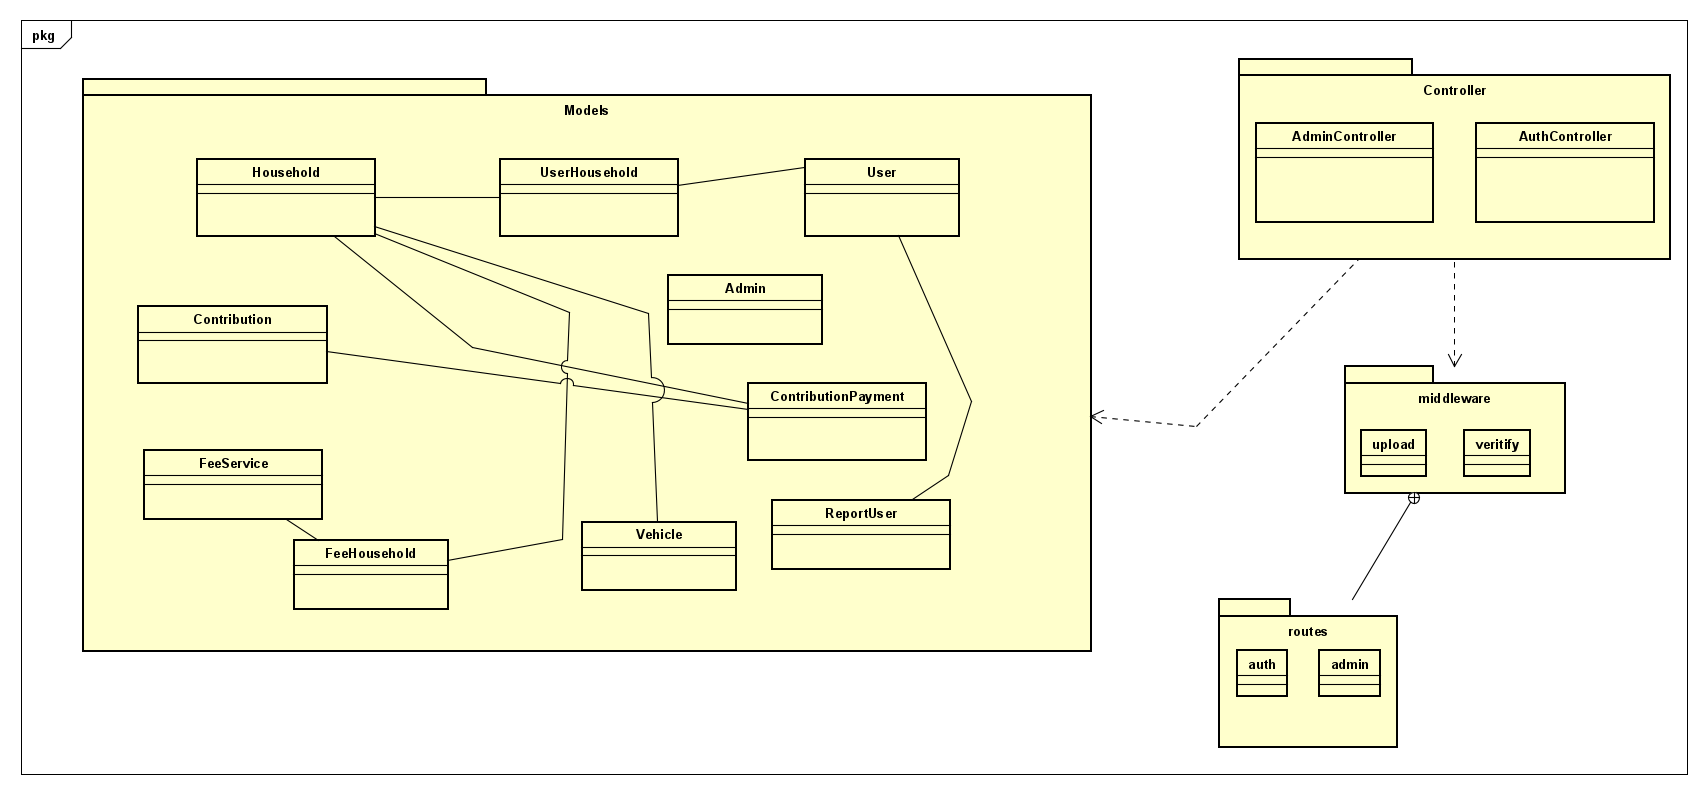 pkg
Models
Household
UserHousehold
User
Admin
Contribution
ContributionPayment
FeeService
ReportUser
Vehicle
FeeHousehold
Controller
AdminController
AuthController
middleware
upload
veritify
routes
auth
admin